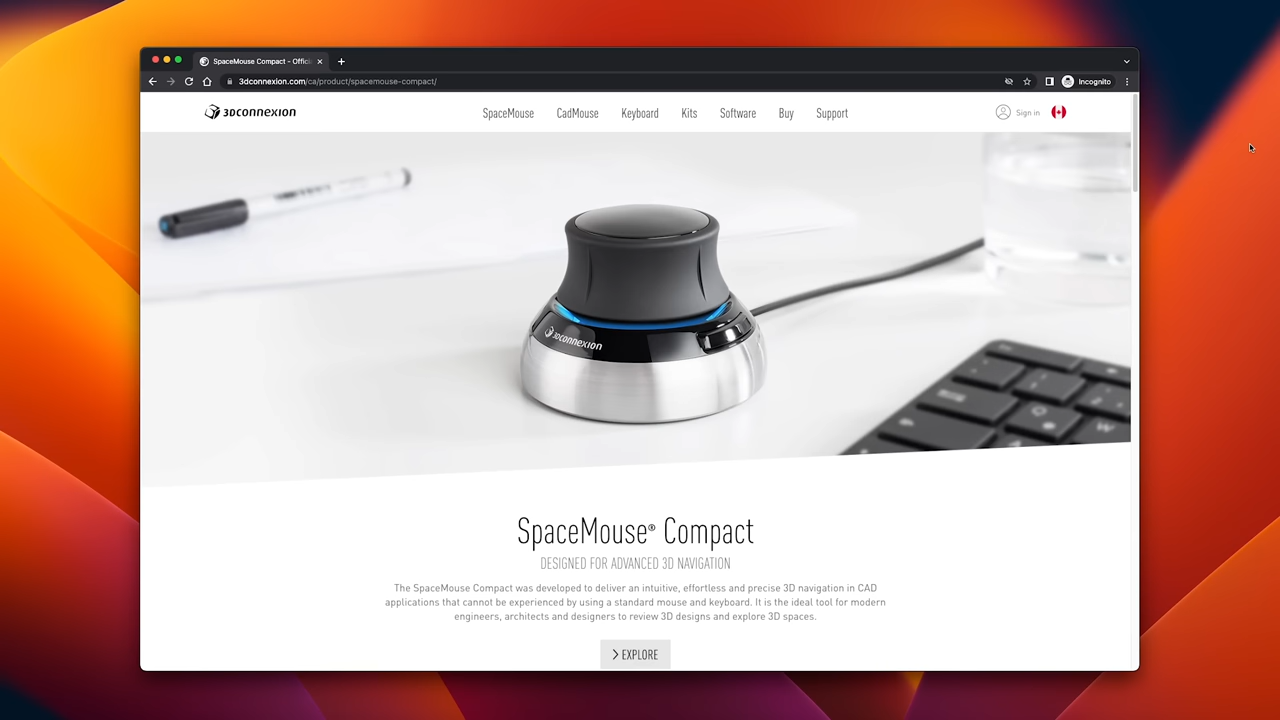 SpaceMouse Compact - Offici
3dconnexion.com/ca/product/spacemouse-compact/
Incognito
3Dconnexion
SpaceMouse
CadMouse
Keyboard
Kits
Software
Buy
Support
Sign in
3Dconnexion
Q
W
SpaceMouse® Compact
DESIGNED FOR ADVANCED 3D NAVIGATION
The SpaceMouse Compact was developed to deliver an intuitive, effortless and precise 3D navigation in CAD
applications that cannot be experienced by using a standard mouse and keyboard. It is the ideal tool for modern
engineers, architects and designers to review 3D designs and explore 3D spaces.
> EXPLORE